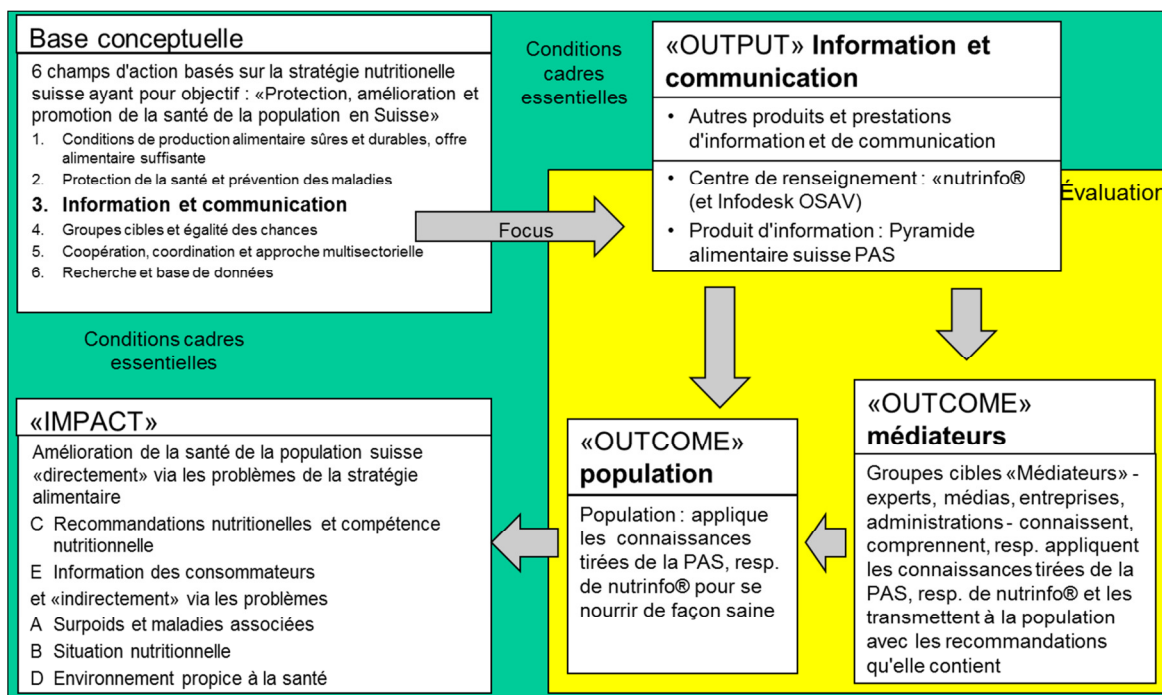 Base conceptuelle
6 champs d'action basés sur la stratégie nutritionelle
suisse ayant pour objectif : «Protection, amélioration et
promotion de la santé de la population en Suisse»
1. Conditions de production alimentaire sûres et durables, offre
alimentaire suffisante
2. Protection de la santé et prévention des maladies
3. Information et communication
4. Groupes cibles et égalité des chances
5. Coopération, coordination et approche multisectorielle
6. Recherche et base de données
Conditions
cadres
essentielles
«OUTPUT» Information et
communication
• Autres produits et prestations
d'information et de communication
• Centre de renseignement : «nutrinfo®
(et Infodesk OSAV)
• Produit d'information : Pyramide
alimentaire suisse PAS
Évaluation
Focus
Conditions cadres
essentielles
«IMPACT»
Amélioration de la santé de la population suisse
«directement» via les problèmes de la stratégie
alimentaire
C Recommandations nutritionelles et compétence
nutritionnelle
E Information des consommateurs
et «indirectement» via les problèmes
A Surpoids et maladies associées
B Situation nutritionnelle
D Environnement propice à la santé
«OUTCOME»
population
Population : applique
les connaissances
tirées de la PAS, resp.
de nutrinfo® pour se
nourrir de façon saine
«OUTCOME»
médiateurs
Groupes cibles «Médiateurs» -
experts, médias, entreprises,
administrations - connaissent,
comprennent, resp. appliquent
les connaissances tirées de la
PAS, resp. de nutrinfo® et les
transmettent à la population
avec les recommandations
qu'elle contient